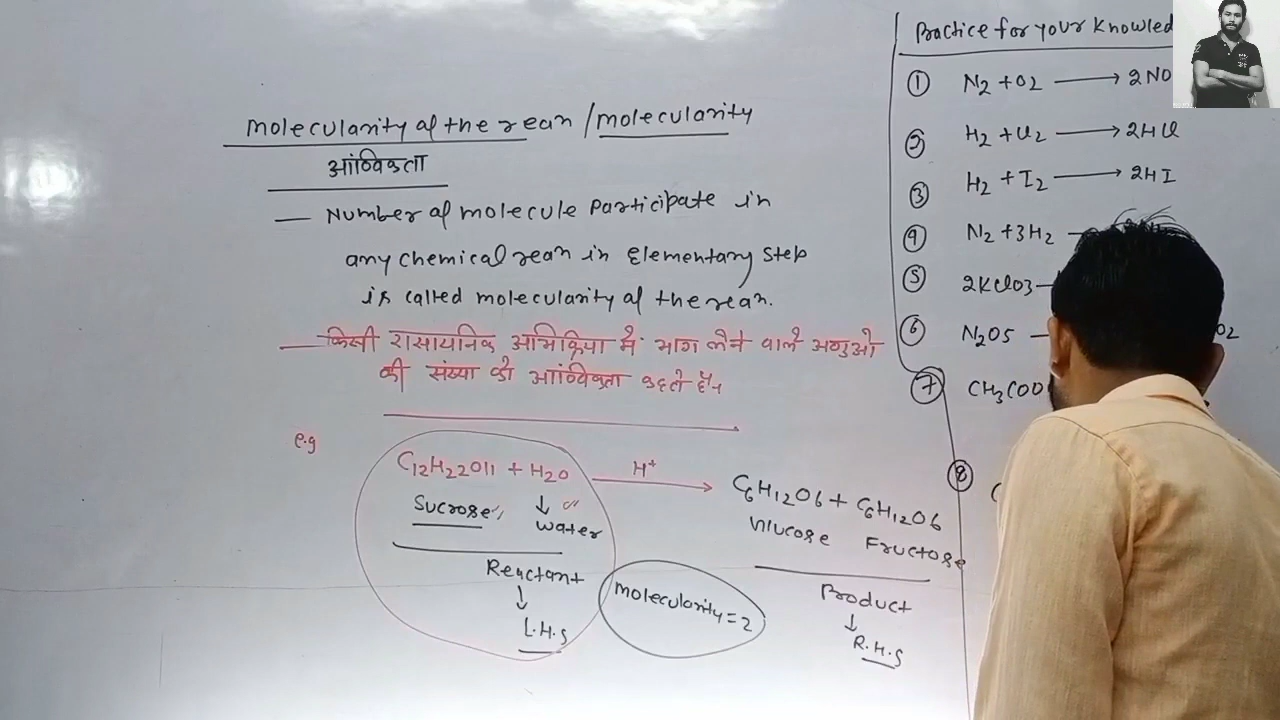 molecularity of the rean / molecularity
आंण्विकता
— Number of molecule Participate in
any chemical rean in Elementary Step
is called molecularity of the rean.
— किसी रासायनिक अभिक्रिया में भाग लेने वाले अणुओ
की संख्या को आंण्विकता कहते हैं।
e.g
C12H22O11 + H2O
H+
C6H12O6 + C6H12O6
Sucrose
water
Glucose Fructose
Reactant
L.H.S
molecularity = 2
Product
R.H.S
Practice for your Knowled
① N2 + O2 ⟶ 2NO
② H2 + Cl2 ⟶ 2HCl
③ H2 + I2 ⟶ 2HI
④ N2 + 3H2
⑤ 2KClO3
⑥ N2O5 O2
⑦ CH3COO
⑧